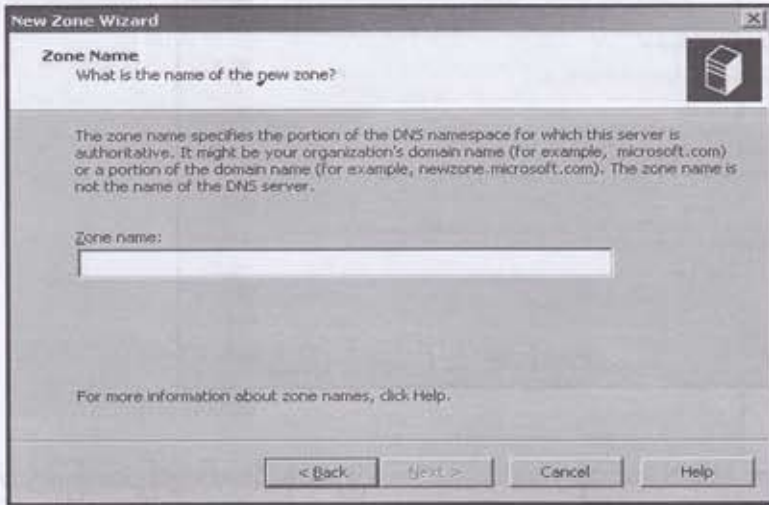 New Zone Wizard
Zone Name
What is the name of the new zone?
The zone name specifies the portion of the DNS namespace for which this server is
authoritative. It might be your organization's domain name (for example, microsoft.com)
or a portion of the domain name (for example, newzone.microsoft.com). The zone name is
not the name of the DNS server.
Zone name:
For more information about zone names, click Help.
< Back Next > Cancel Help